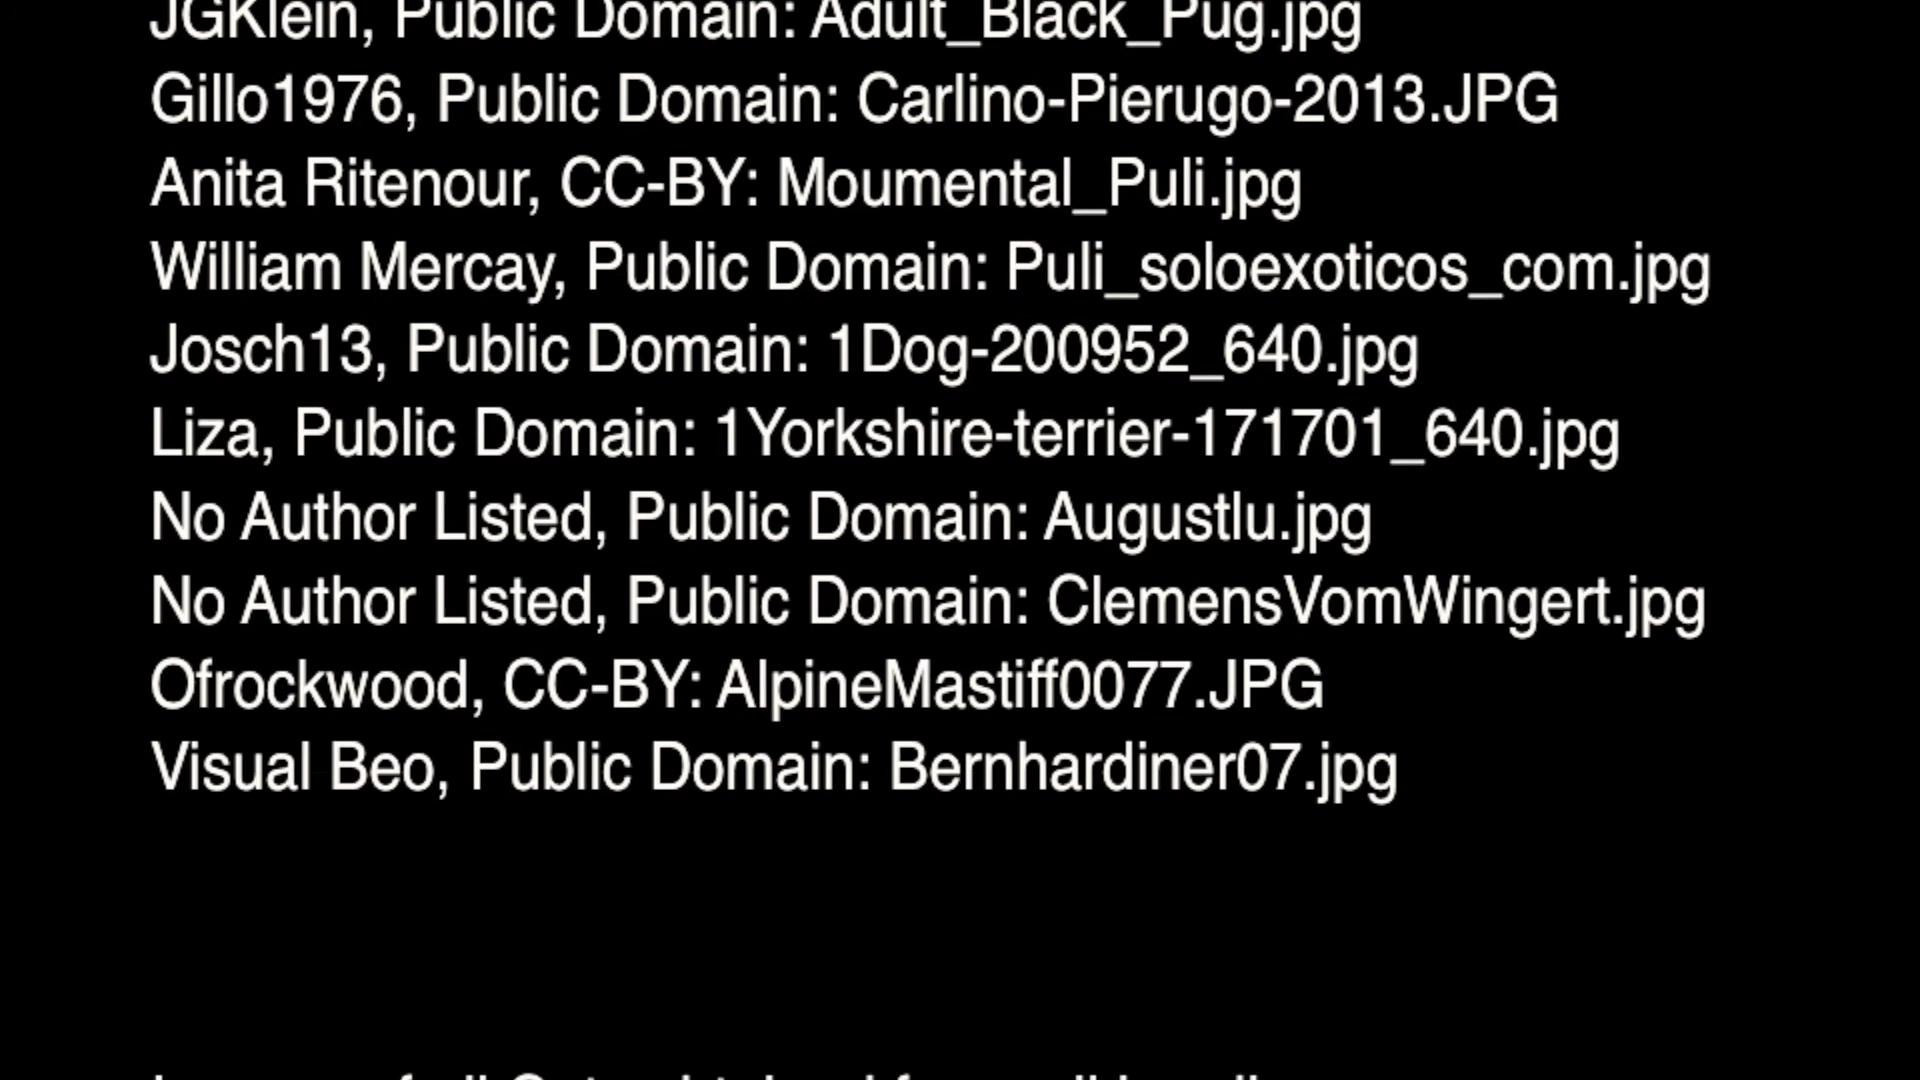 JGKlein, Public Domain: Adult_Black_Pug.jpg
Gillo1976, Public Domain: Carlino-Pierugo-2013.JPG
Anita Ritenour, CC-BY: Moumental_Puli.jpg
William Mercay, Public Domain: Puli_soloexoticos_com.jpg
Josch13, Public Domain: 1Dog-200952_640.jpg
Liza, Public Domain: 1Yorkshire-terrier-171701_640.jpg
No Author Listed, Public Domain: Augustlu.jpg
No Author Listed, Public Domain: ClemensVomWingert.jpg
Ofrockwood, CC-BY: AlpineMastiff0077.JPG
Visual Beo, Public Domain: Bernhardiner07.jpg